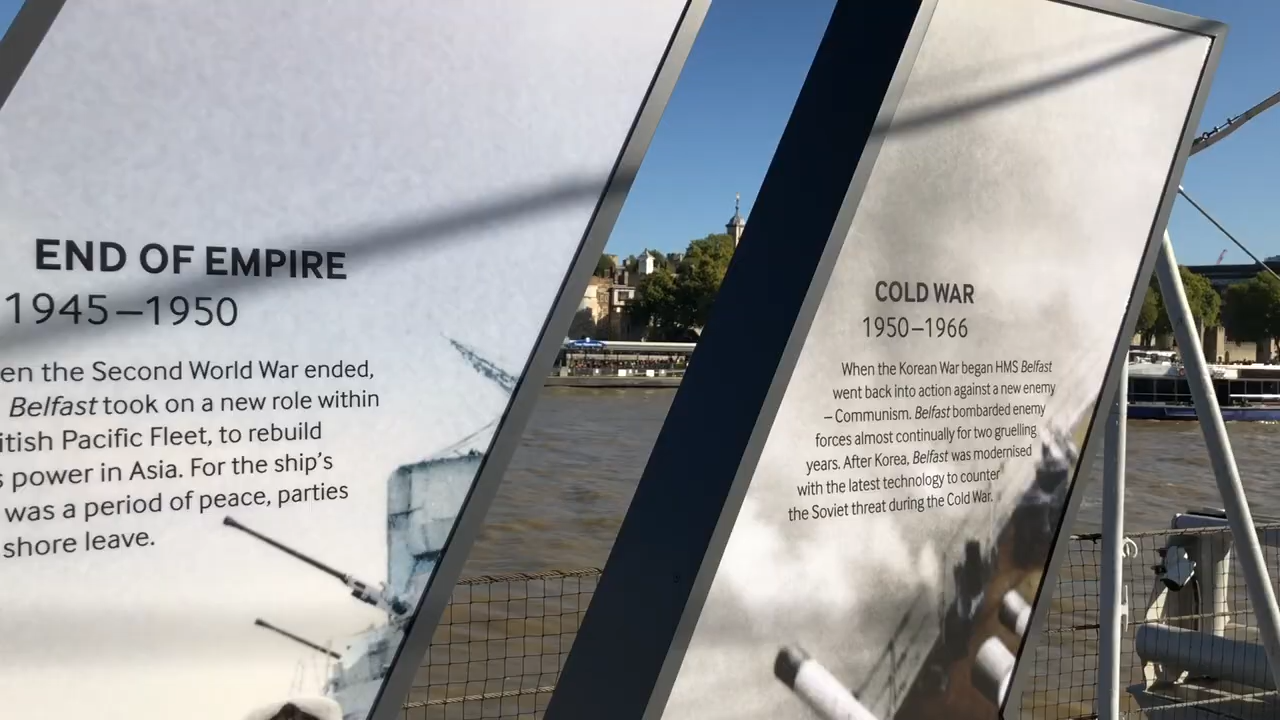 END OF EMPIRE
1945–1950
en the Second World War ended,
Belfast took on a new role within
itish Pacific Fleet, to rebuild
s power in Asia. For the ship's
was a period of peace, parties
shore leave.
COLD WAR
1950–1966
When the Korean War began HMS Belfast
went back into action against a new enemy
– Communism. Belfast bombarded enemy
forces almost continually for two gruelling
years. After Korea, Belfast was modernised
with the latest technology to counter
the Soviet threat during the Cold War.